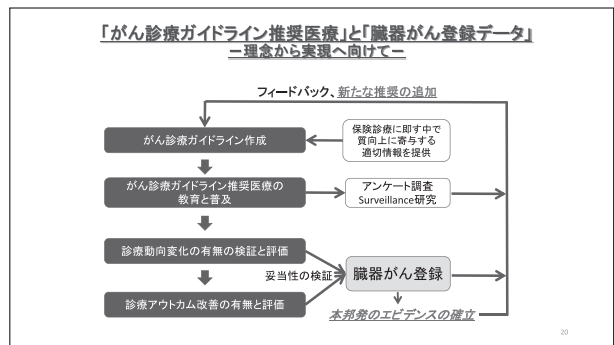 「がん診療ガイドライン推奨医療」と「臓器がん登録データ」
ー理念から実現へ向けてー
フィードバック、新たな推奨の追加
がん診療ガイドライン作成
保険診療に即す中で
質向上に寄与する
適切情報を提供
がん診療ガイドライン推奨医療の
教育と普及
アンケート調査
Surveillance研究
診療動向変化の有無の検証と評価
妥当性の検証
臓器がん登録
診療アウトカム改善の有無と評価
本邦発のエビデンスの確立
20